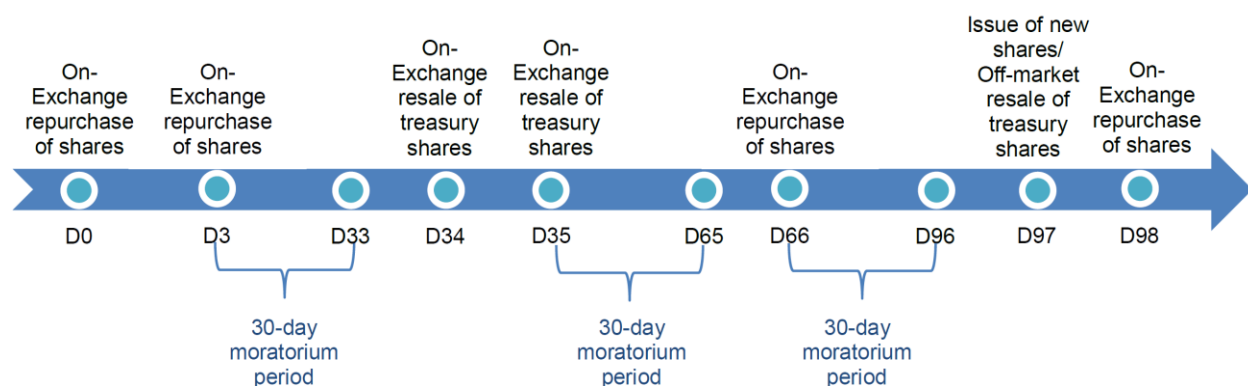 On-
Exchange
repurchase
of shares
On-
Exchange
repurchase
of shares
On-
Exchange
resale of
treasury
shares
On-
Exchange
resale of
treasury
shares
On-
Exchange
repurchase
of shares
Issue of new
shares/
Off-market
resale of
treasury
shares
On-
Exchange
repurchase
of shares
D0
D3
D33
D34
D35
D65
D66
D96
D97
D98
30-day
moratorium
period
30-day
moratorium
period
30-day
moratorium
period